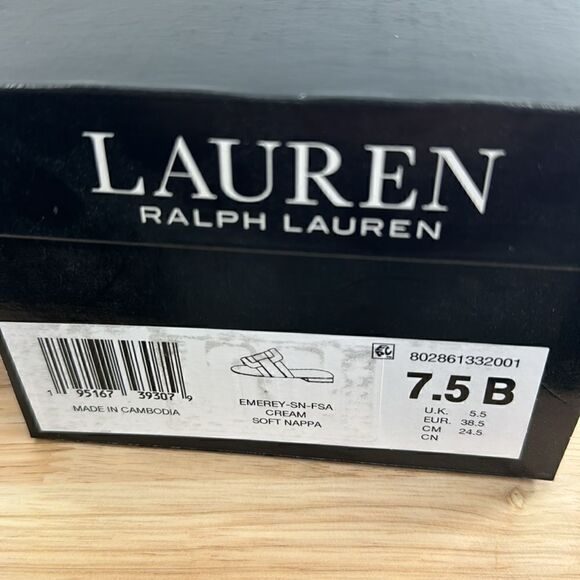 LAUREN
RALPH LAUREN
1 95167 39307 9
MADE IN CAMBODIA
EMEREY-SN-FSA
CREAM
SOFT NAPPA
802861332001
7.5 B
U.K. 5.5
EUR. 38.5
CM 24.5
CN